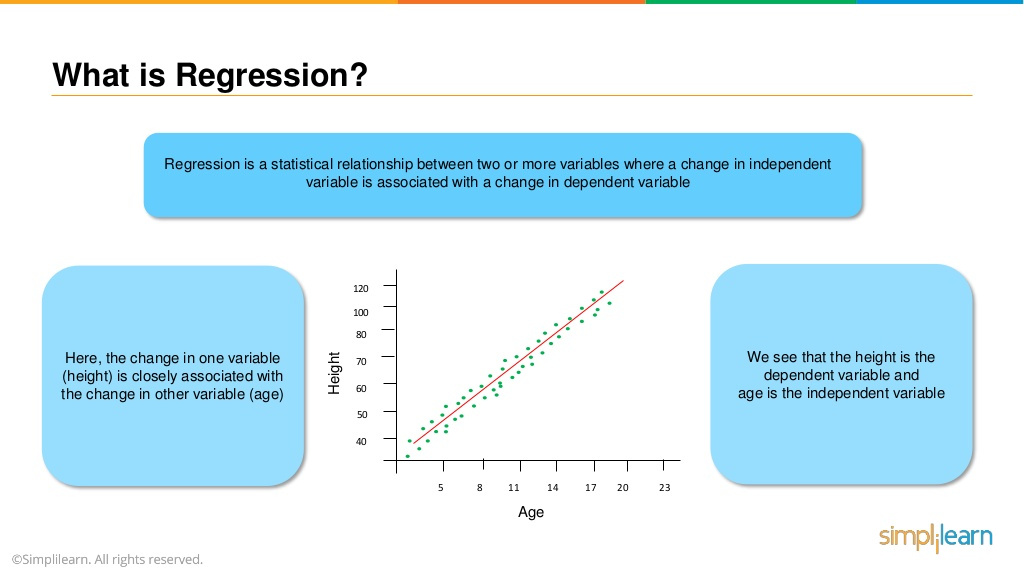 What is Regression?
Regression is a statistical relationship between two or more variables where a change in independent
variable is associated with a change in dependent variable
Here, the change in one variable
(height) is closely associated with
the change in other variable (age)
Height
120
100
80
70
60
50
40
5 8 11 14 17 20 23
Age
We see that the height is the
dependent variable and
age is the independent variable
simplilearn
©Simplilearn. All rights reserved.